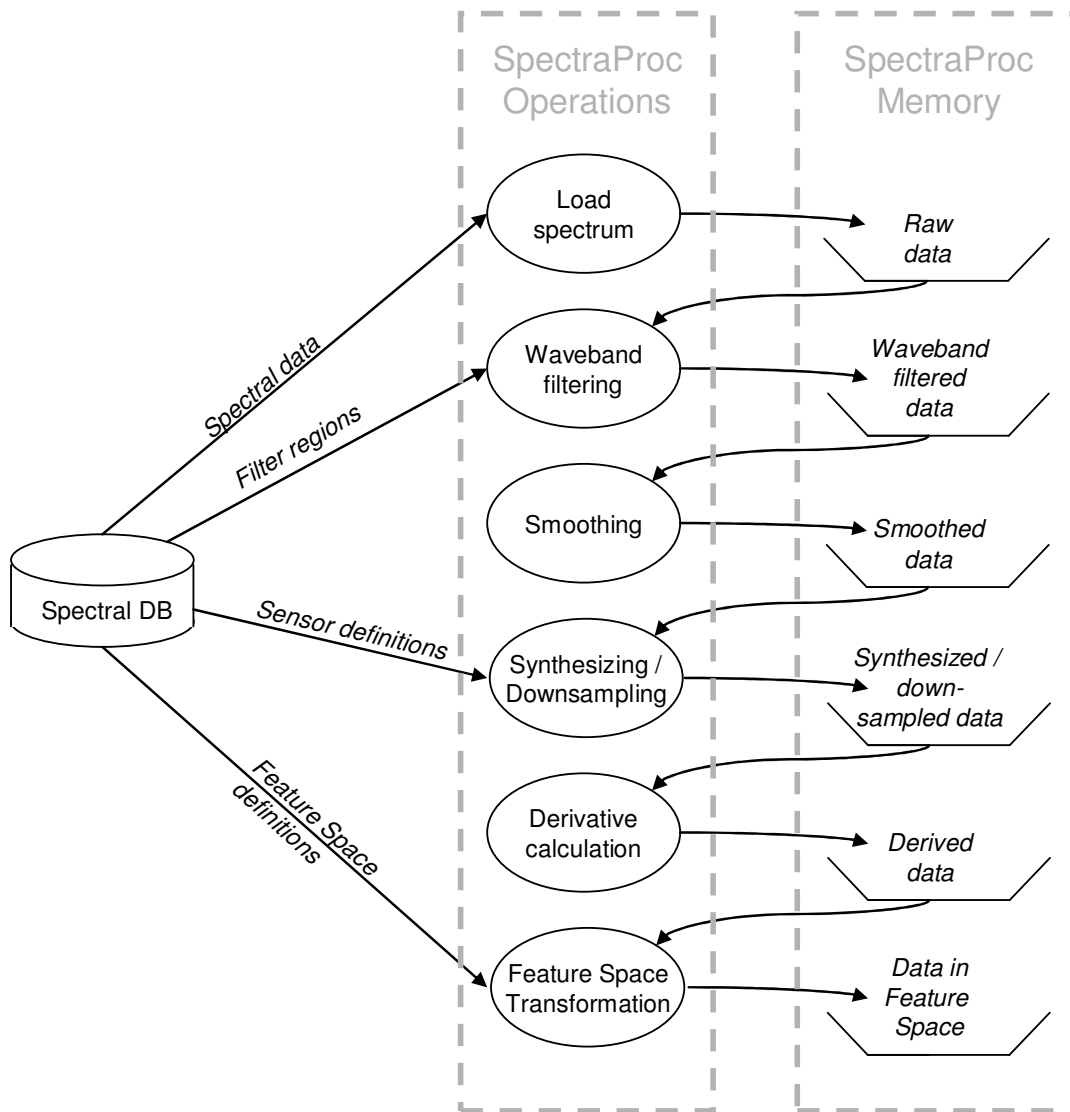 SpectraProc
Operations
SpectraProc
Memory
Load
spectrum
Raw
data
Spectral data
Waveband
filtering
Waveband
filtered
data
Filter regions
Smoothing
Smoothed
data
Spectral DB
Sensor definitions
Synthesizing /
Downsampling
Synthesized /
down-
sampled data
Feature Space
definitions
Derivative
calculation
Derived
data
Feature Space
Transformation
Data in
Feature
Space